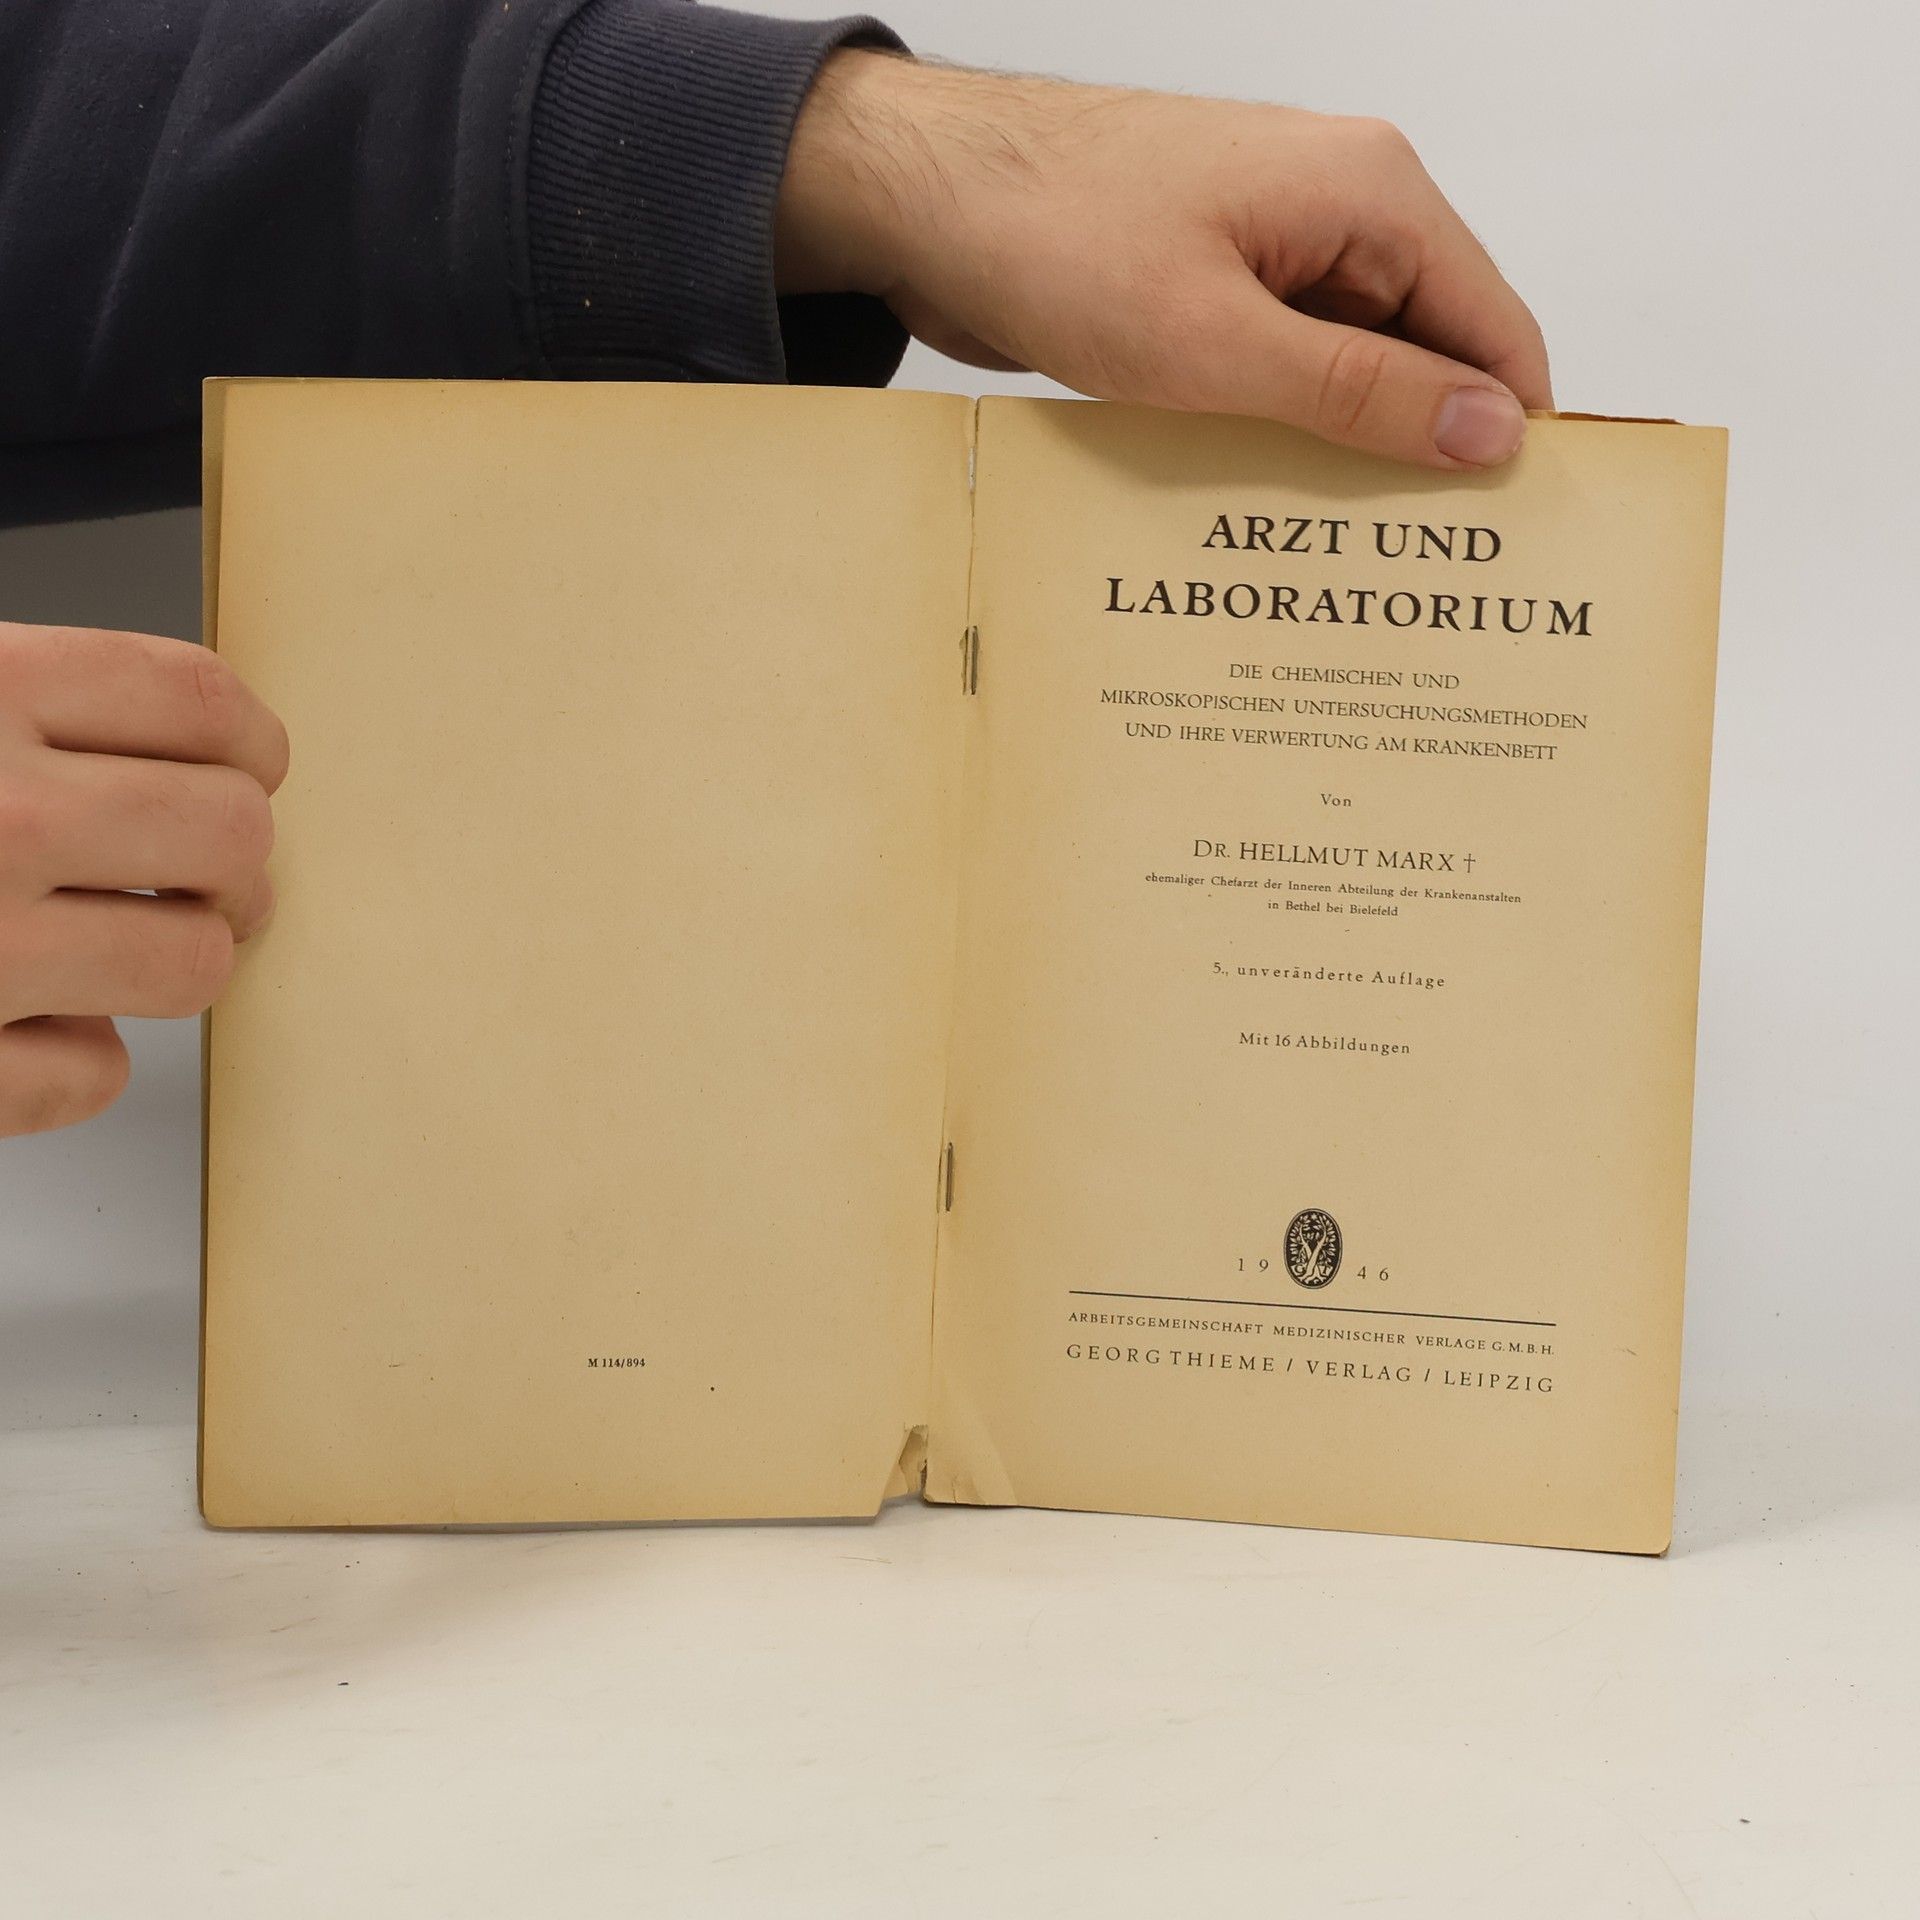 M 114/894
ARZT UND
LABORATORIUM
DIE CHEMISCHEN UND
MIKROSKOPISCHEN UNTERSUCHUNGSMETHODEN
UND IHRE VERWERTUNG AM KRANKENBETT
Von
DR. HELLMUT MARX †
ehemaliger Chefarzt der Inneren Abteilung der Krankenanstalten
in Bethel bei Bielefeld
5., unveränderte Auflage
Mit 16 Abbildungen
19 46
ARBEITSGEMEINSCHAFT MEDIZINISCHER VERLAGE G.M.B.H.
GEORG THIEME / VERLAG / LEIPZIG